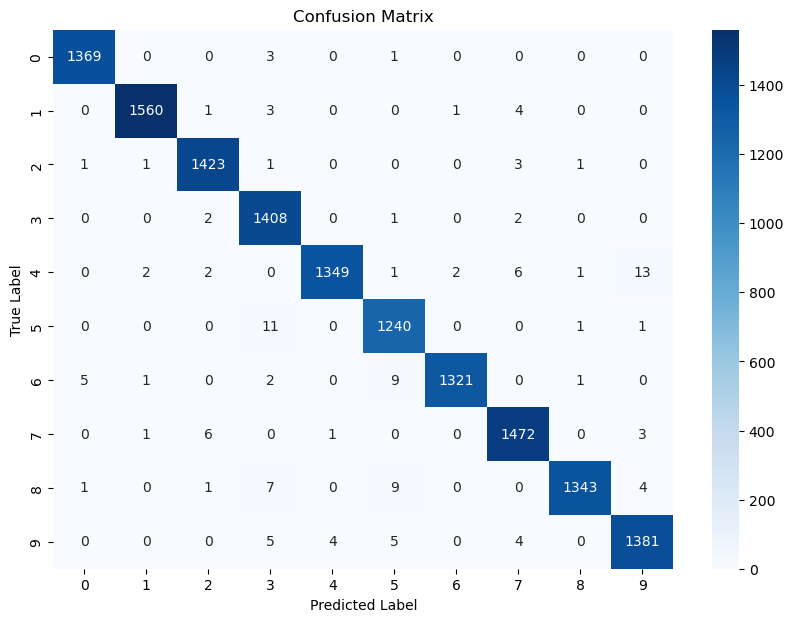 Confusion Matrix
0 1369 0 0 3 0 1 0 0 0 0
1 0 1560 1 3 0 0 1 4 0 0
2 1 1 1423 1 0 0 0 3 1 0
3 0 0 2 1408 0 1 0 2 0 0
4 0 2 2 0 1349 1 2 6 1 13
5 0 0 0 11 0 1240 0 0 1 1
6 5 1 0 2 0 9 1321 0 1 0
7 0 1 6 0 1 0 0 1472 0 3
8 1 0 1 7 0 9 0 0 1343 4
9 0 0 0 5 4 5 0 4 0 1381
0 1 2 3 4 5 6 7 8 9
Predicted Label
True Label
1400
1200
1000
800
600
400
200
0